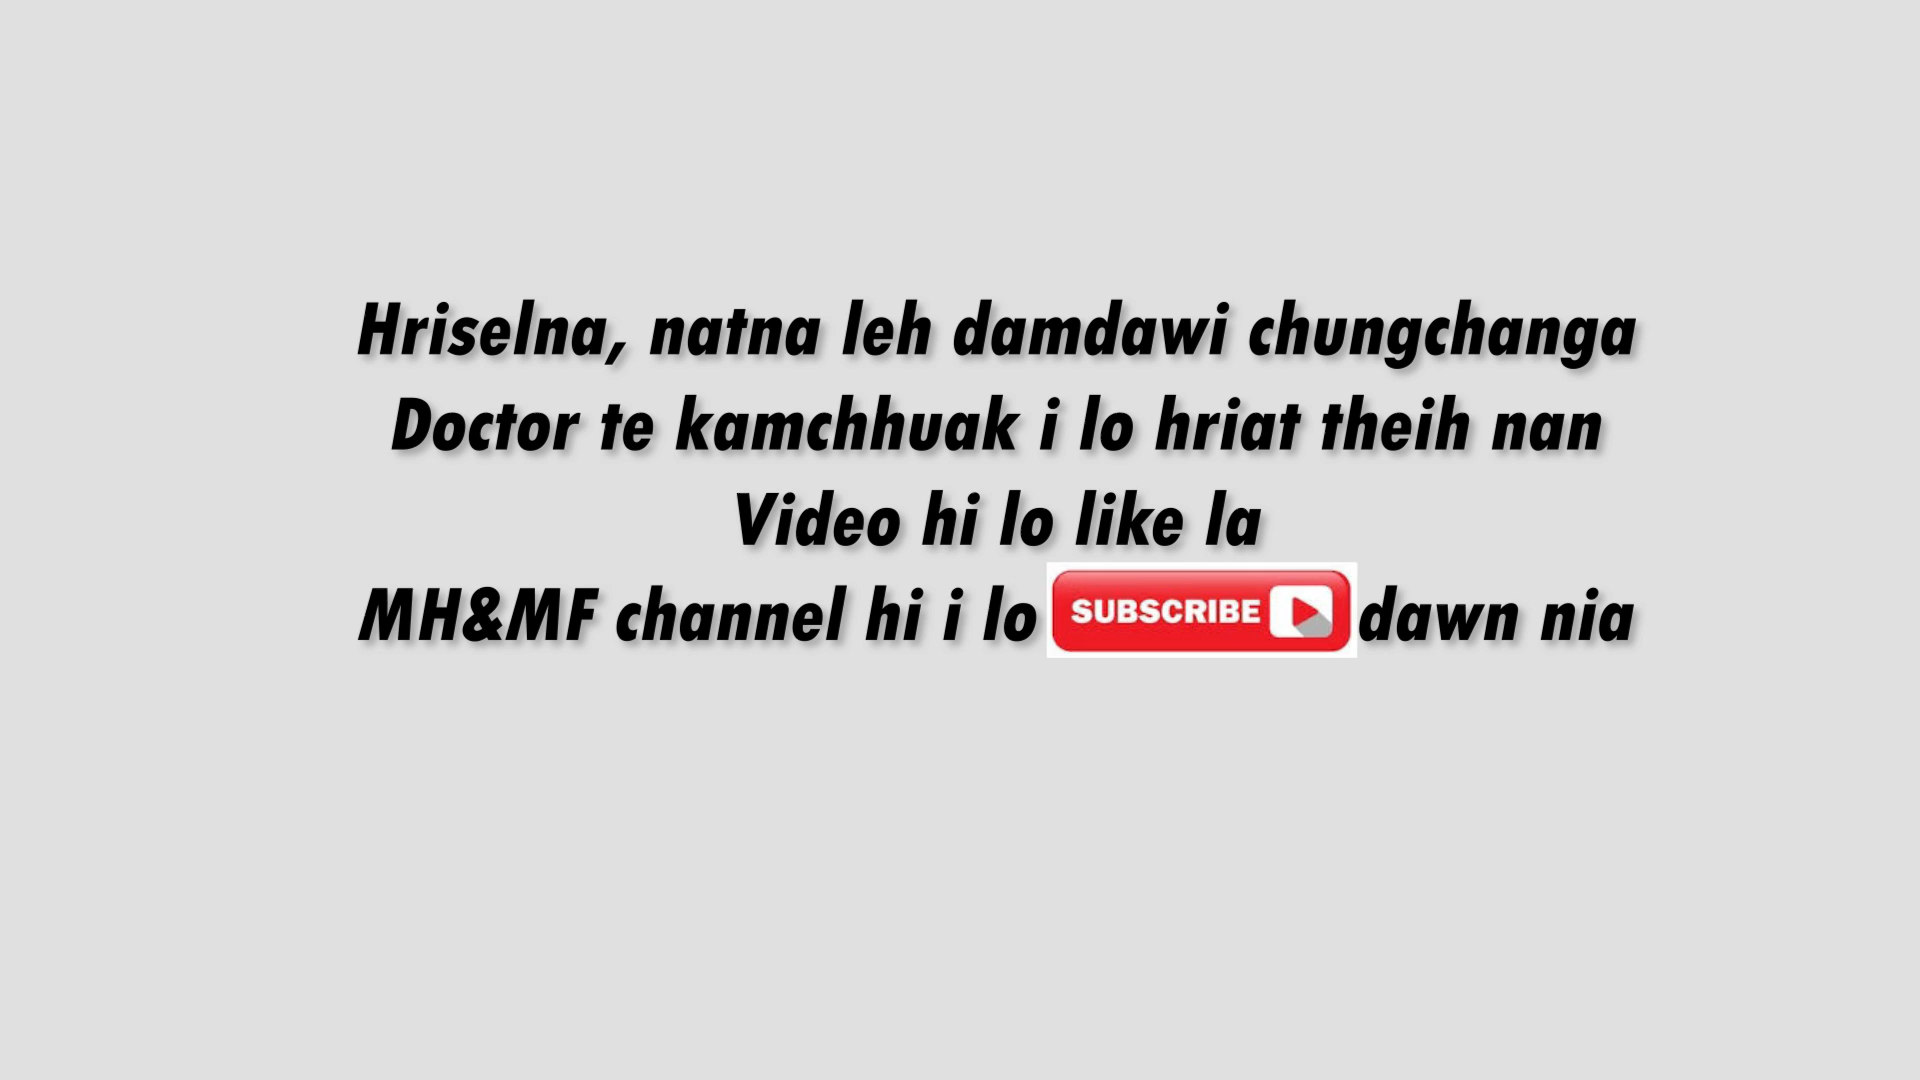 Hriselna, natna leh damdawi chungchanga
Doctor te kamchhuak i lo hriat theih nan
Video hi lo like la
MH&MF channel hi i lo SUBSCRIBE dawn nia